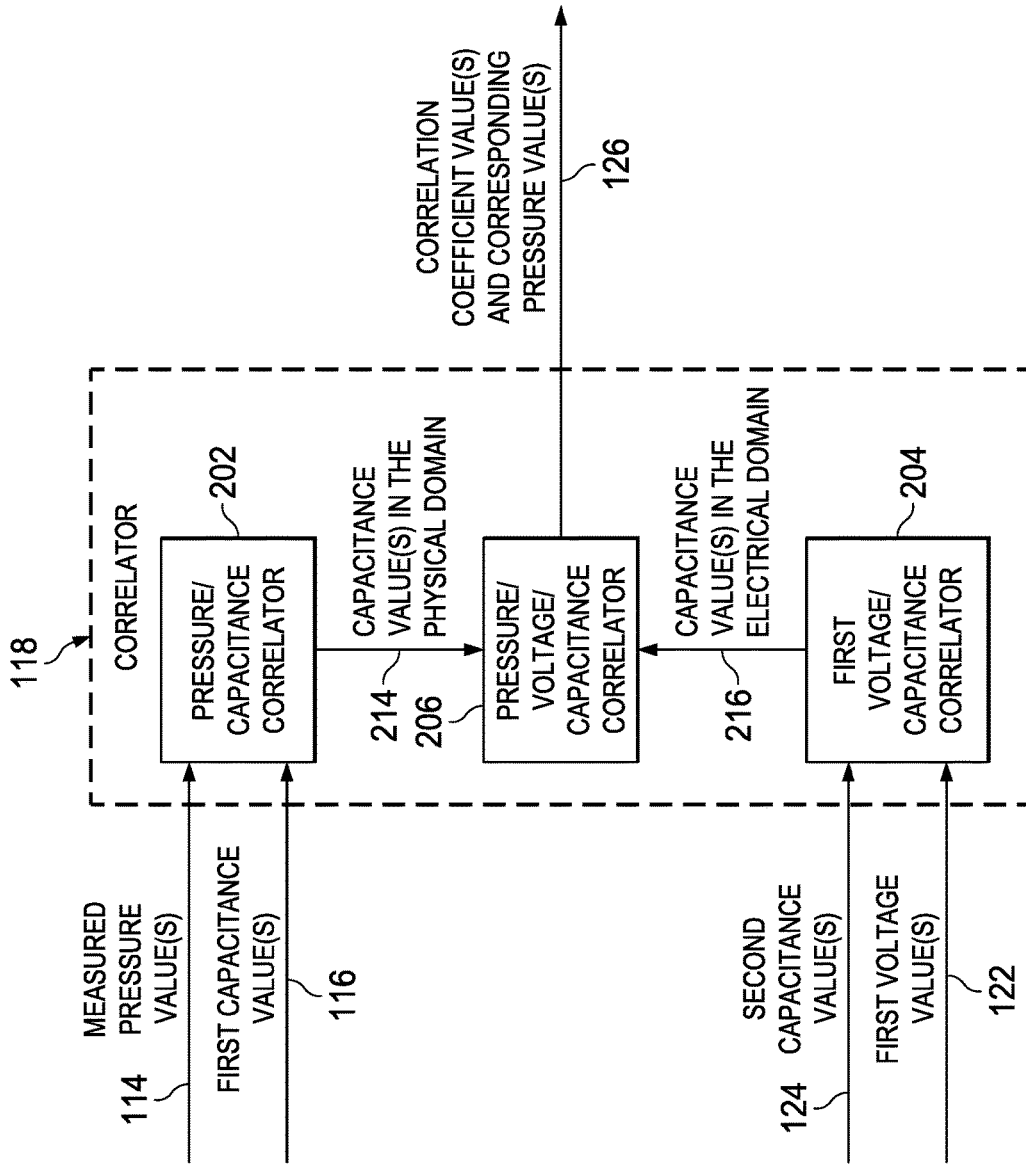 118
CORRELATOR
MEASURED
PRESSURE
VALUE(S)
114
FIRST CAPACITANCE
VALUE(S)
116
PRESSURE/
CAPACITANCE
CORRELATOR
202
CAPACITANCE
VALUE(S) IN THE
PHYSICAL DOMAIN
214
206
PRESSURE/
VOLTAGE/
CAPACITANCE
CORRELATOR
CORRELATION
COEFFICIENT VALUE(S)
AND CORRESPONDING
PRESSURE VALUE(S)
126
CAPACITANCE
VALUE(S) IN THE
ELECTRICAL DOMAIN
216
204
FIRST
VOLTAGE/
CAPACITANCE
CORRELATOR
SECOND
CAPACITANCE
VALUE(S)
124
FIRST VOLTAGE
VALUE(S)
122